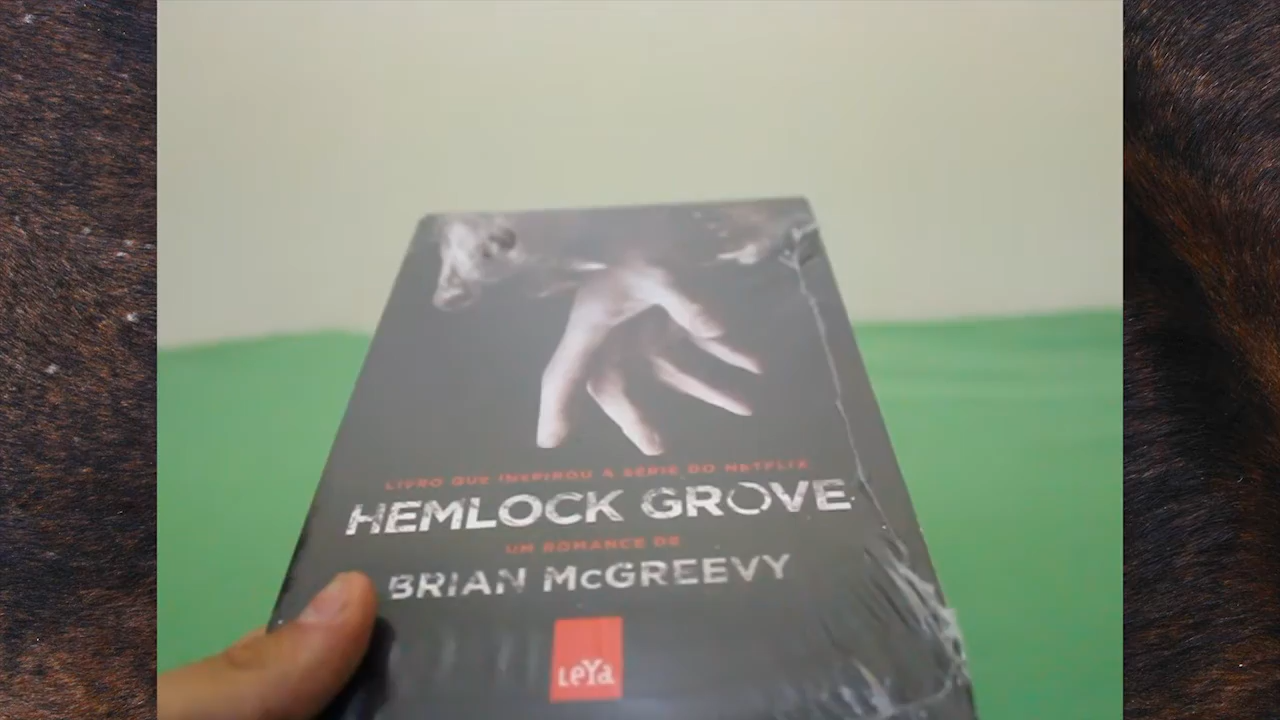 LIVRO QUE INSPIROU A SÉRIE DO NETFLIX
HEMLOCK GROVE
UM ROMANCE DE
BRIAN McGREEVY
LeYa